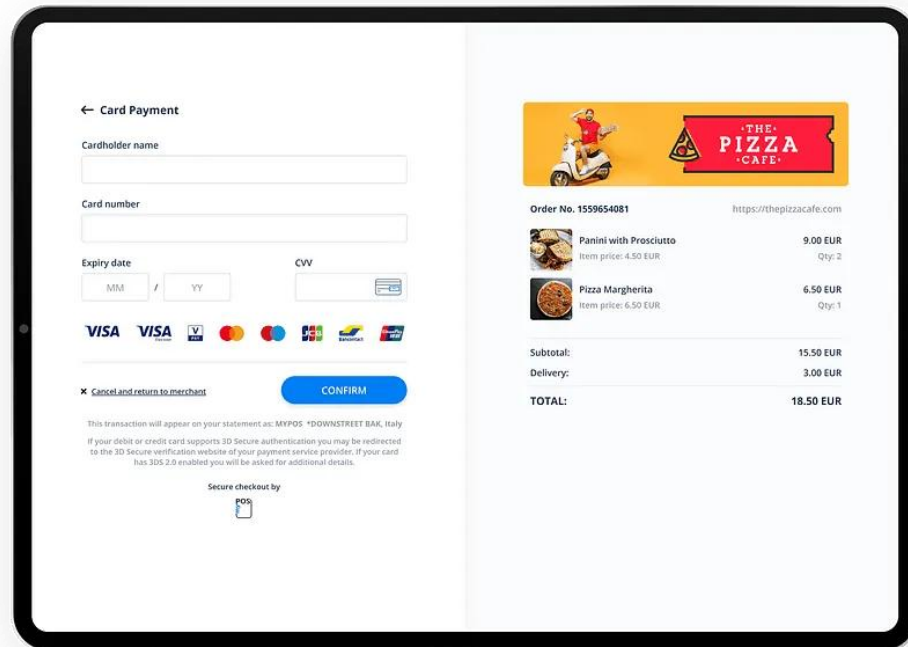 ← Card Payment
Cardholder name
Card number
Expiry date CVV
MM / YY
VISA VISA V PAY JCB Bancontact UnionPay
✖ Cancel and return to merchant CONFIRM
This transaction will appear on your statement as: MYPOS *DOWNSTREET BAK, Italy
If your debit or credit card supports 3D Secure authentication you may be redirected
to the 3D Secure verification website of your payment service provider. If your card
has 3DS 2.0 enabled you will be asked for additional details.
Secure checkout by
POS
·THE·
PIZZA
·CAFE·
Order No. 1559654081 https://thepizzacafe.com
Panini with Prosciutto 9.00 EUR
Item price: 4.50 EUR Qty: 2
Pizza Margherita 6.50 EUR
Item price: 6.50 EUR Qty: 1
Subtotal: 15.50 EUR
Delivery: 3.00 EUR
TOTAL: 18.50 EUR